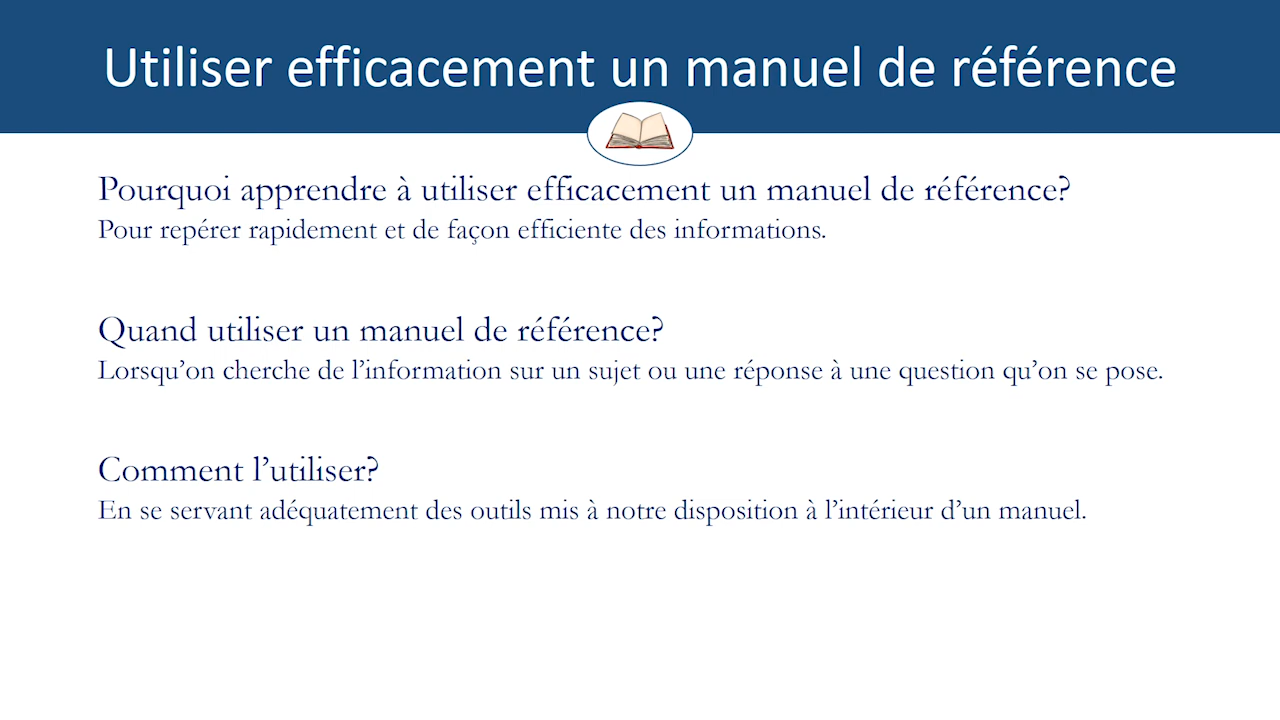 Utiliser efficacement un manuel de référence
Pourquoi apprendre à utiliser efficacement un manuel de référence?
Pour repérer rapidement et de façon efficiente des informations.
Quand utiliser un manuel de référence?
Lorsqu’on cherche de l’information sur un sujet ou une réponse à une question qu’on se pose.
Comment l’utiliser?
En se servant adéquatement des outils mis à notre disposition à l’intérieur d’un manuel.